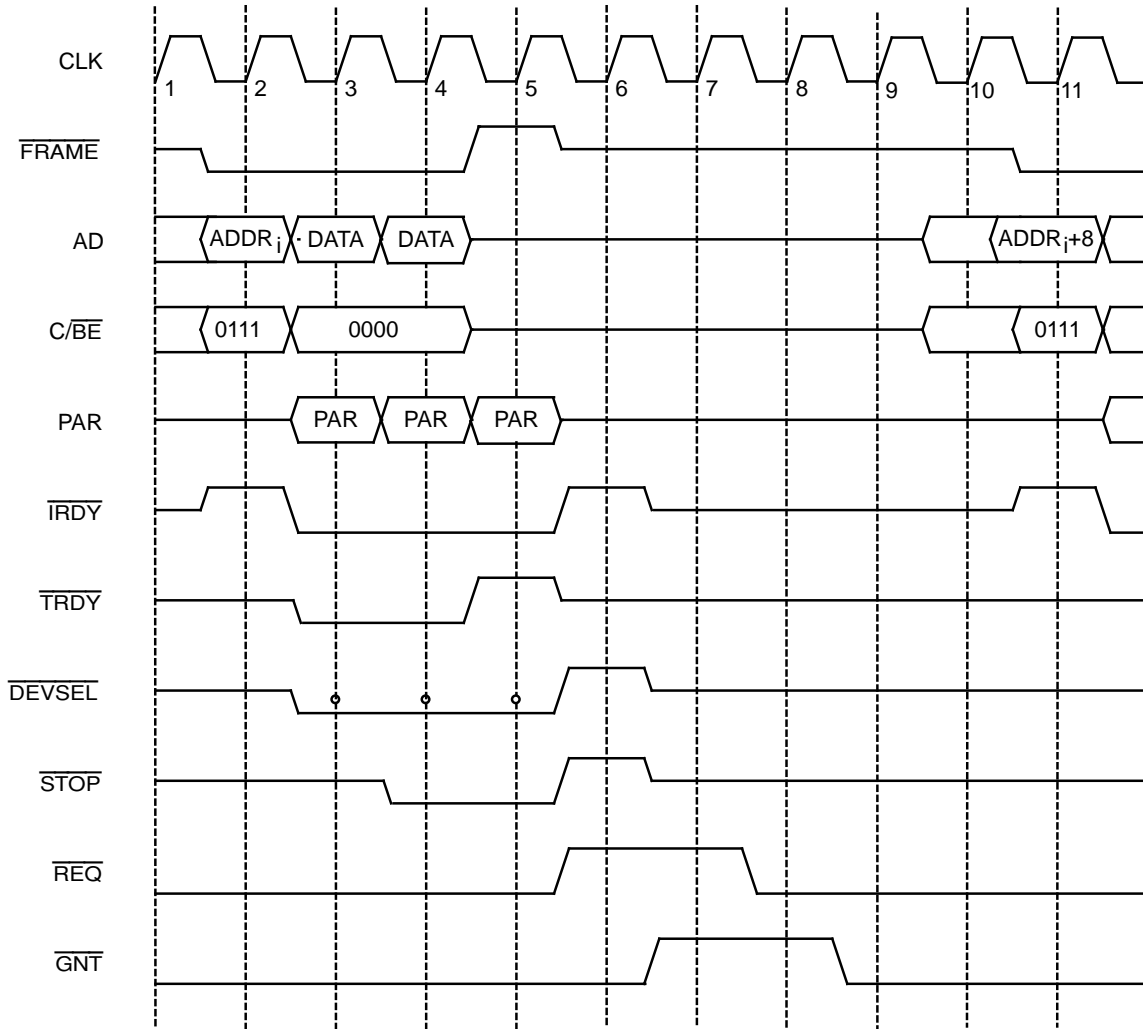 CLK
1 2 3 4 5 6 7 8 9 10 11
FRAME
AD
ADDRi DATA DATA ADDRi+8
C/BE
0111 0000 0111
PAR
PAR PAR PAR
IRDY
TRDY
DEVSEL
STOP
REQ
GNT